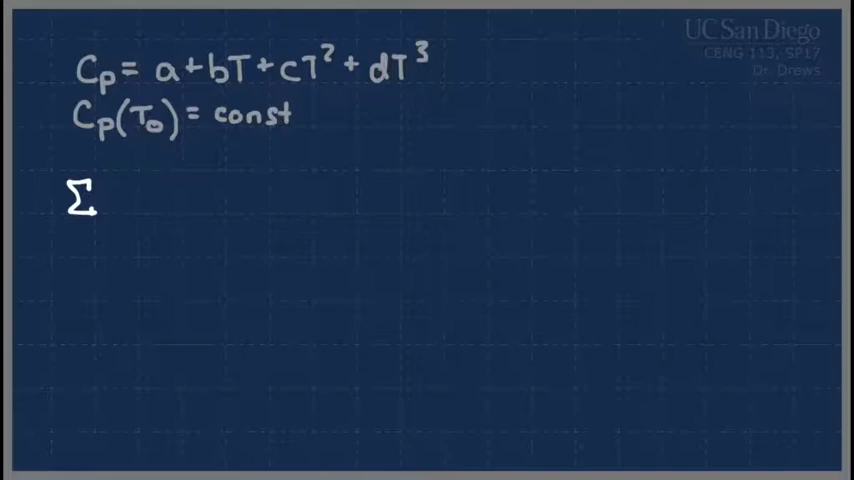 UC San Diego
CENG 113, SP17
Dr. Drews
Cp = a + bT + cT² + dT³
Cp(T₀) = const
Σ